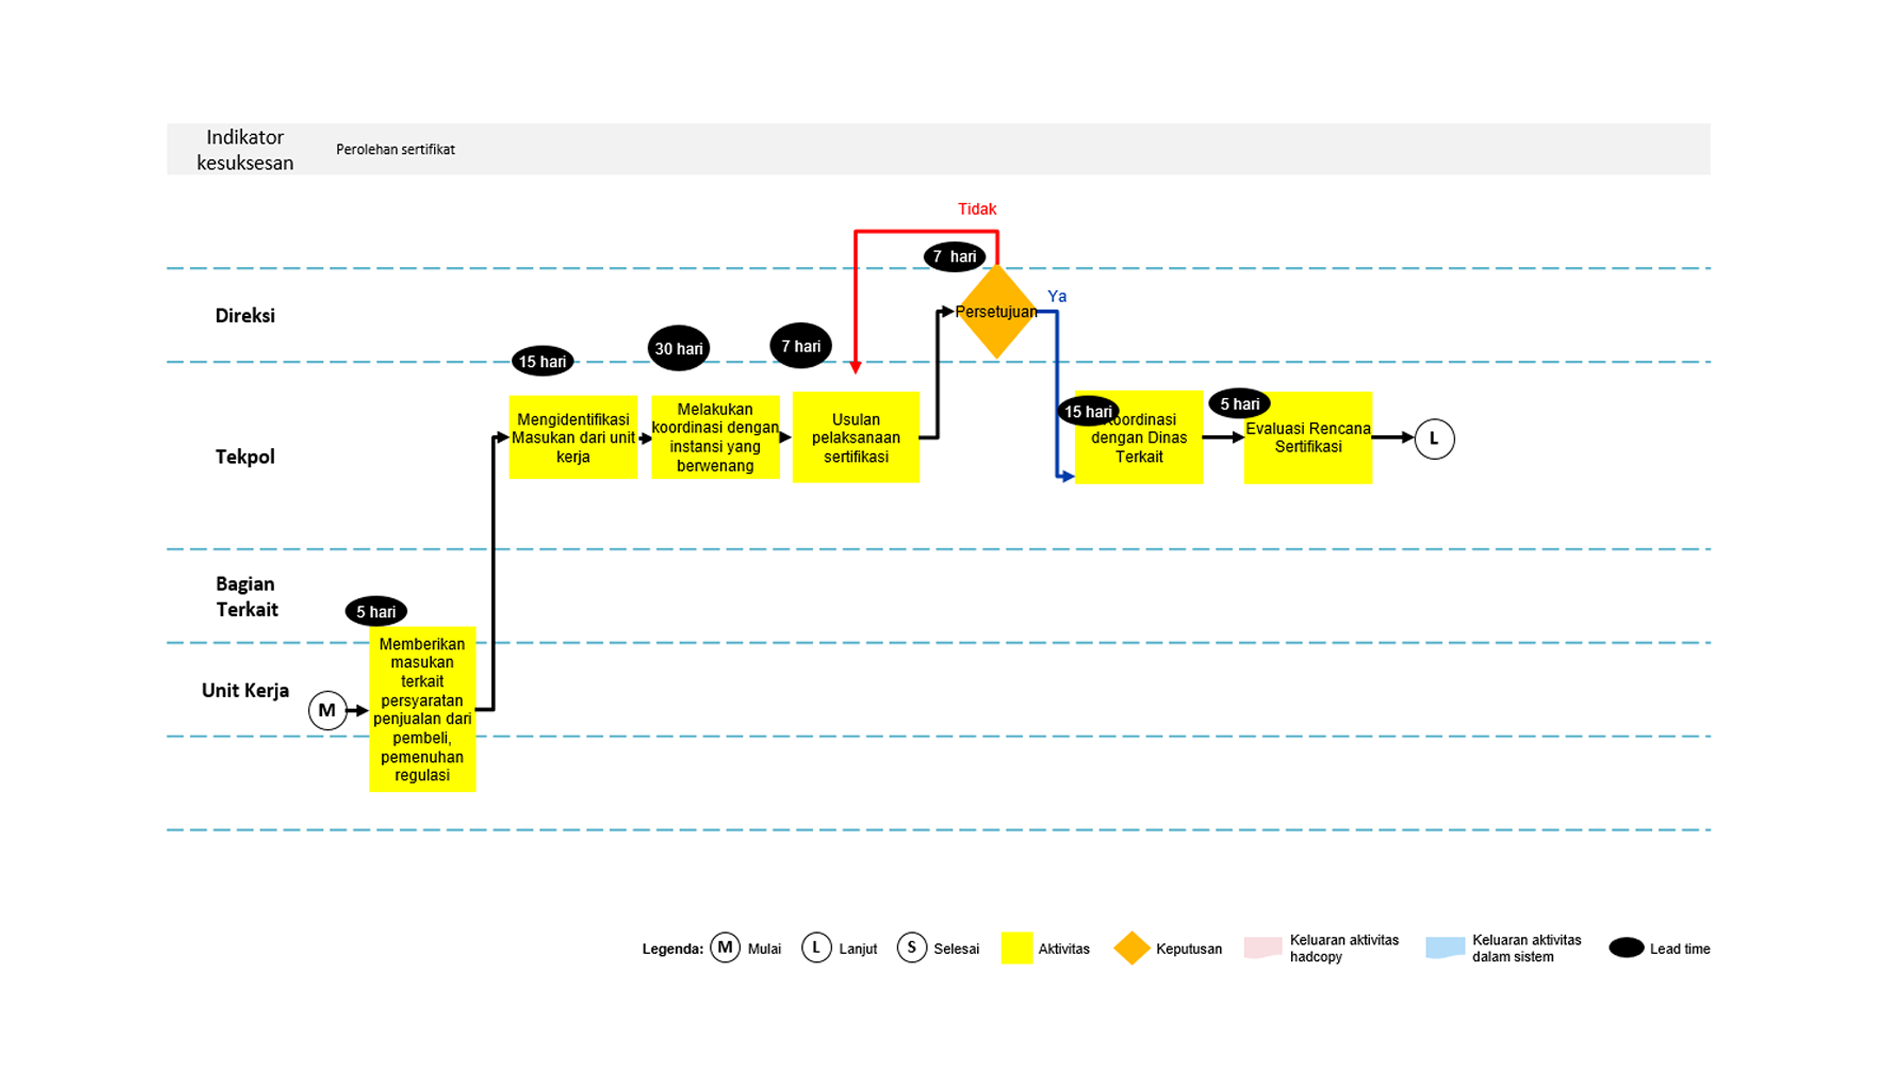 Indikator
kesuksesan
Perolehan sertifikat
Tidak
7 hari
Direksi
Persetujuan
Ya
15 hari
30 hari
7 hari
Tekpol
Mengidentifikasi
Masukan dari unit
kerja
Melakukan
koordinasi dengan
instansi yang
berwenang
Usulan
pelaksanaan
sertifikasi
15 hari
Koordinasi
dengan Dinas
Terkait
5 hari
Evaluasi Rencana
Sertifikasi
L
Bagian
Terkait
5 hari
Unit Kerja
M
Memberikan
masukan
terkait
persyaratan
penjualan dari
pembeli,
pemenuhan
regulasi
Legenda: M Mulai L Lanjut S Selesai Aktivitas Keputusan
Keluaran aktivitas
hadcopy
Keluaran aktivitas
dalam sistem
Lead time